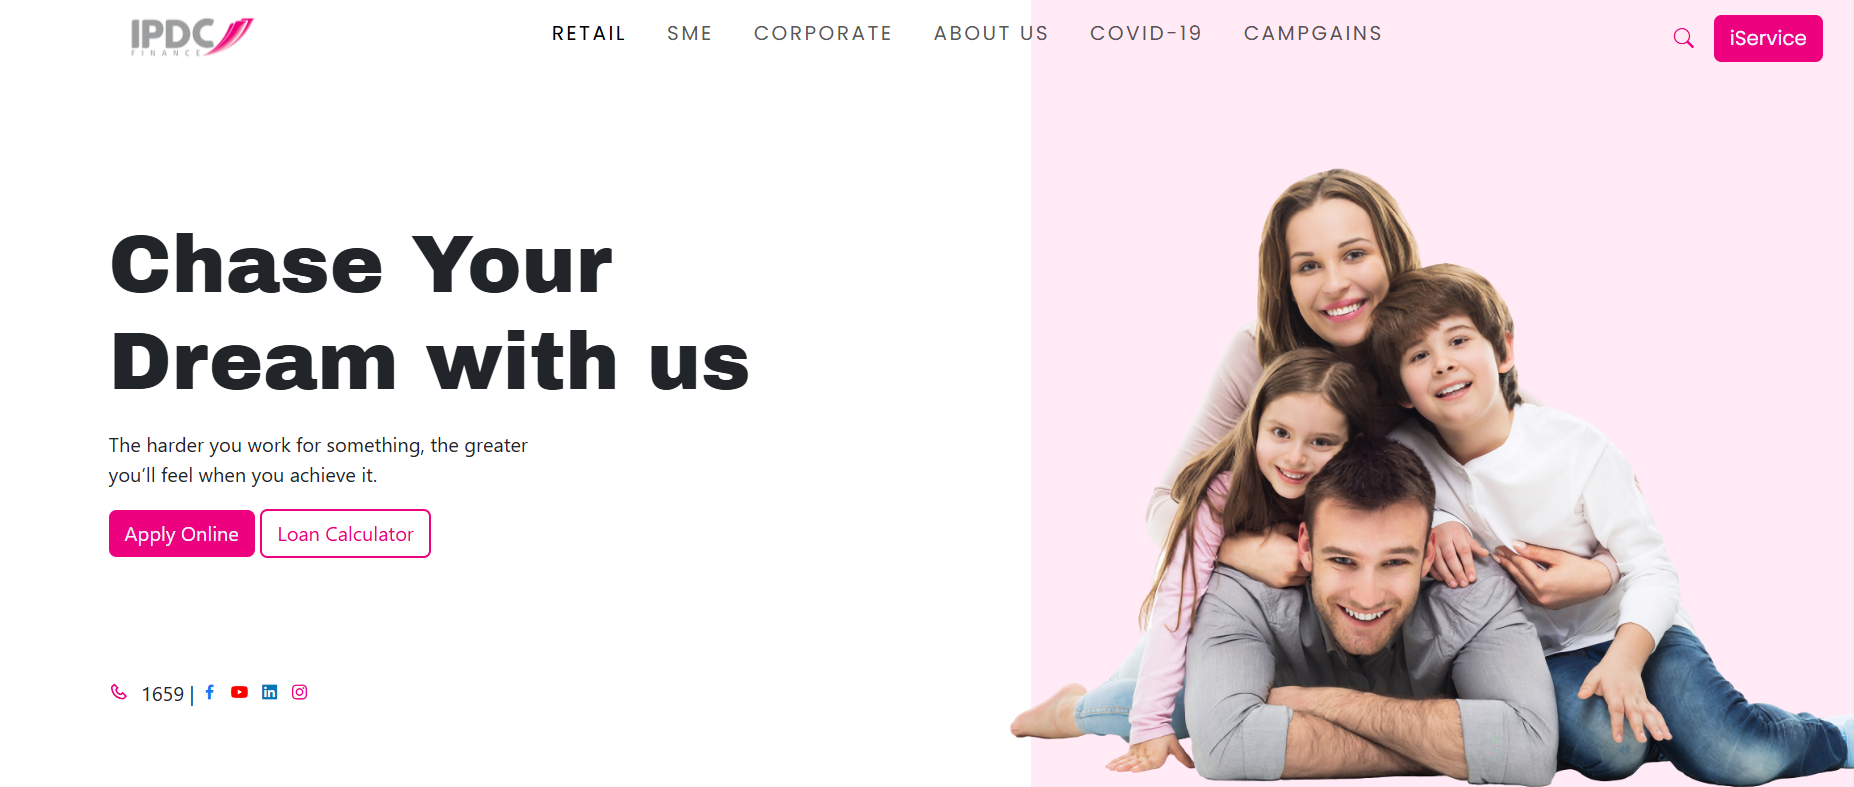 IPDC
FINANCE
RETAIL SME CORPORATE ABOUT US COVID-19 CAMPGAINS
iService
Chase Your
Dream with us
The harder you work for something, the greater
you’ll feel when you achieve it.
Apply Online Loan Calculator
1659 |